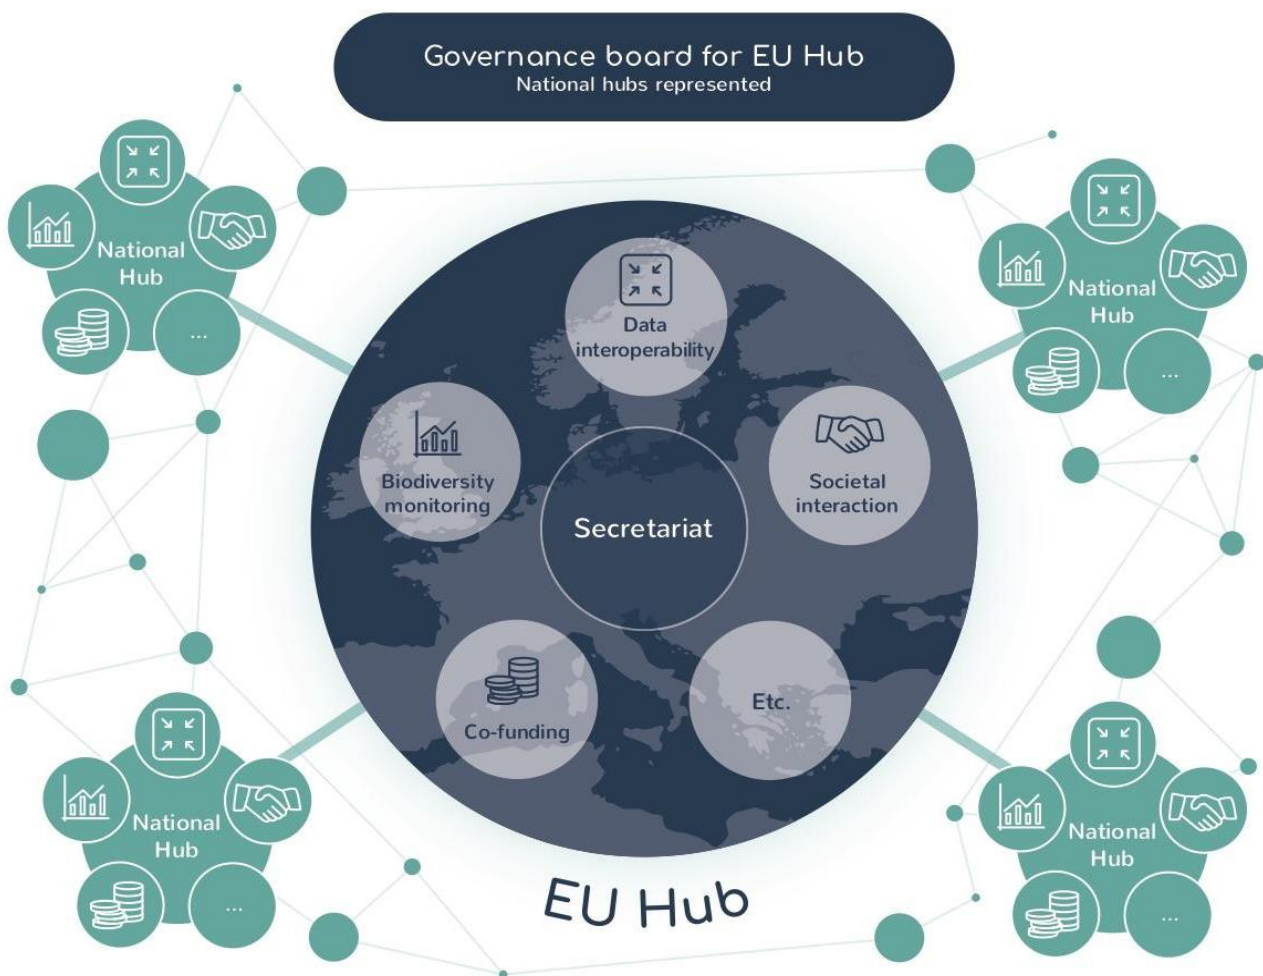 Governance board for EU Hub
National hubs represented
National
Hub
...
National
Hub
...
Data
interoperability
Biodiversity
monitoring
Societal
interaction
Secretariat
Co-funding
Etc.
National
Hub
...
National
Hub
...
EU Hub